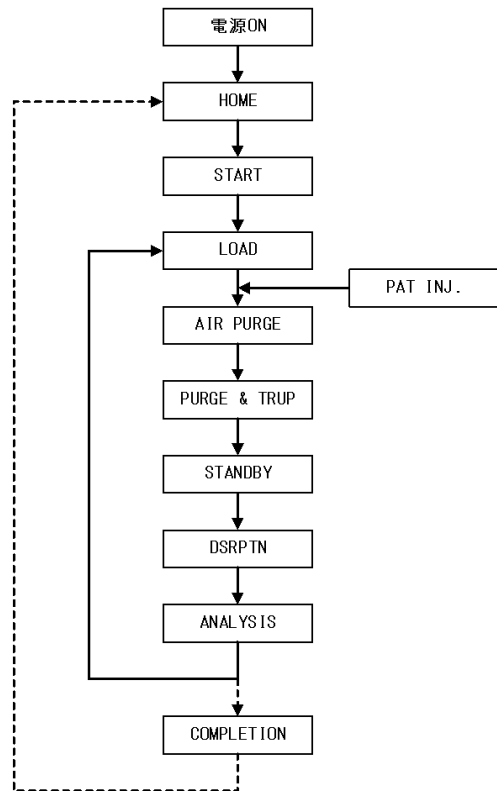 電源ON
HOME
START
LOAD
PAT INJ.
AIR PURGE
PURGE & TRUP
STANDBY
DSRPTN
ANALYSIS
COMPLETION